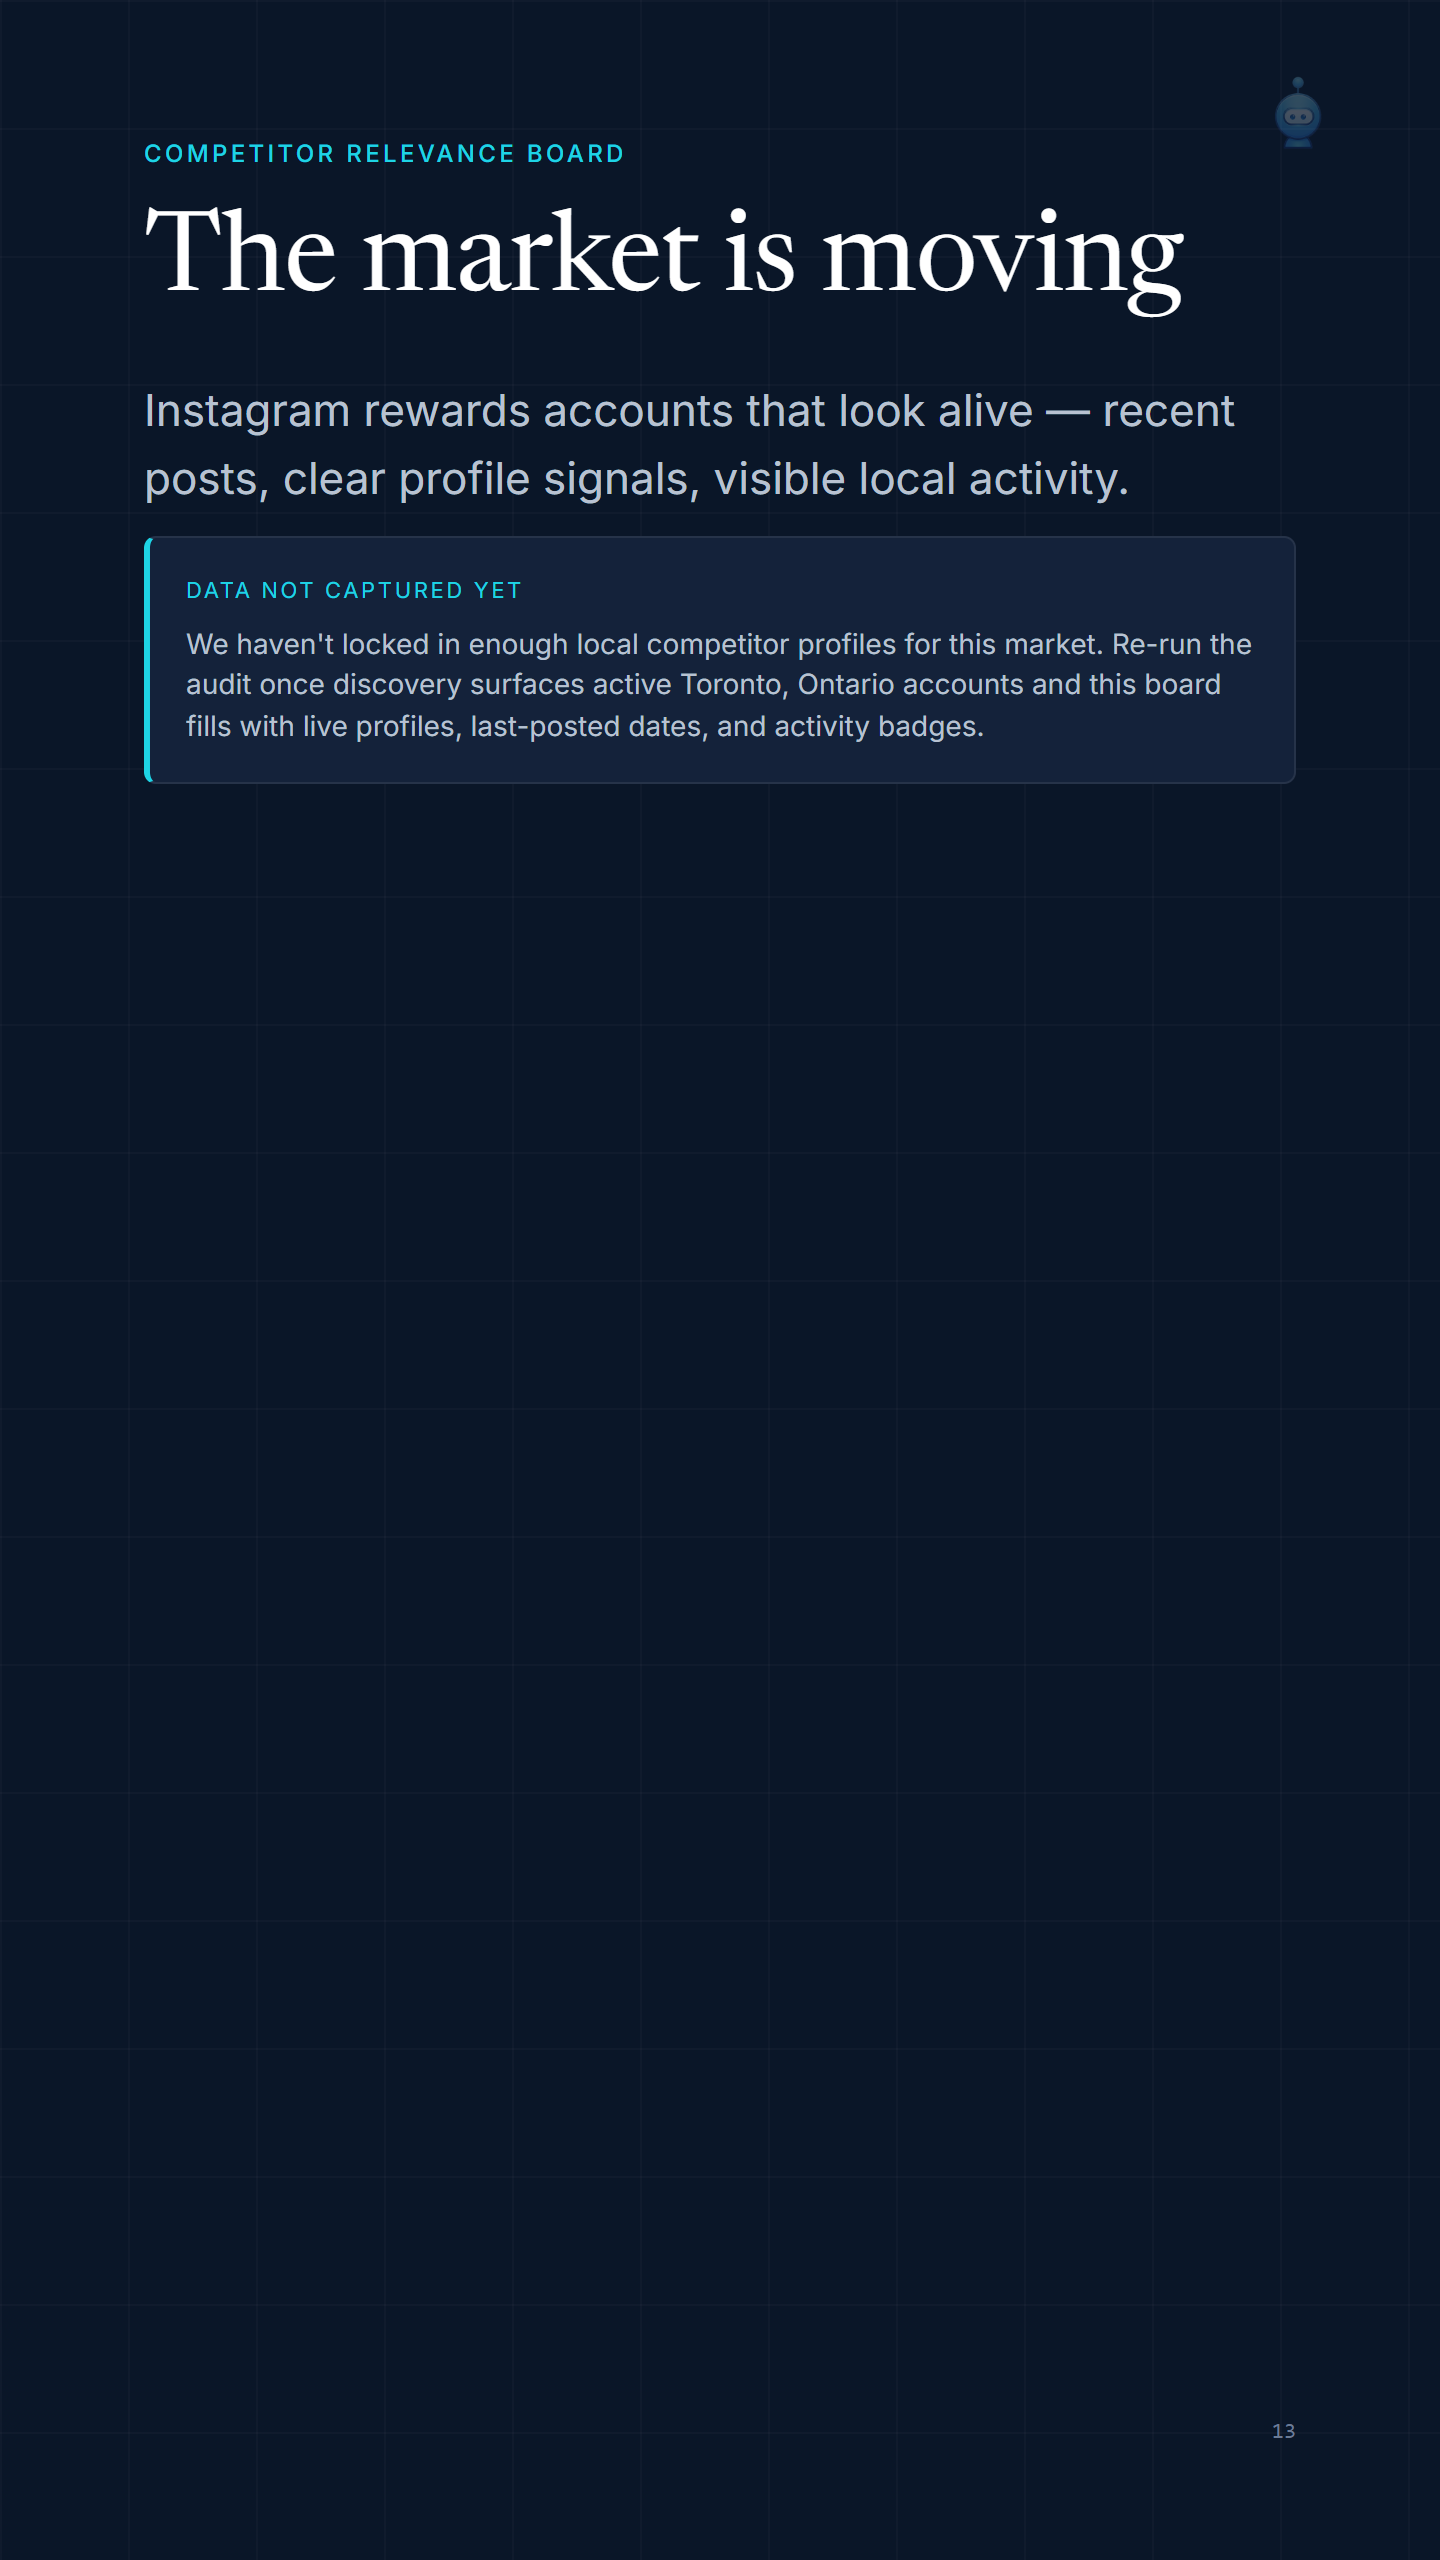 COMPETITOR RELEVANCE BOARD
The market is moving
Instagram rewards accounts that look alive — recent
posts, clear profile signals, visible local activity.
DATA NOT CAPTURED YET
We haven't locked in enough local competitor profiles for this market. Re-run the
audit once discovery surfaces active Toronto, Ontario accounts and this board
fills with live profiles, last-posted dates, and activity badges.
13